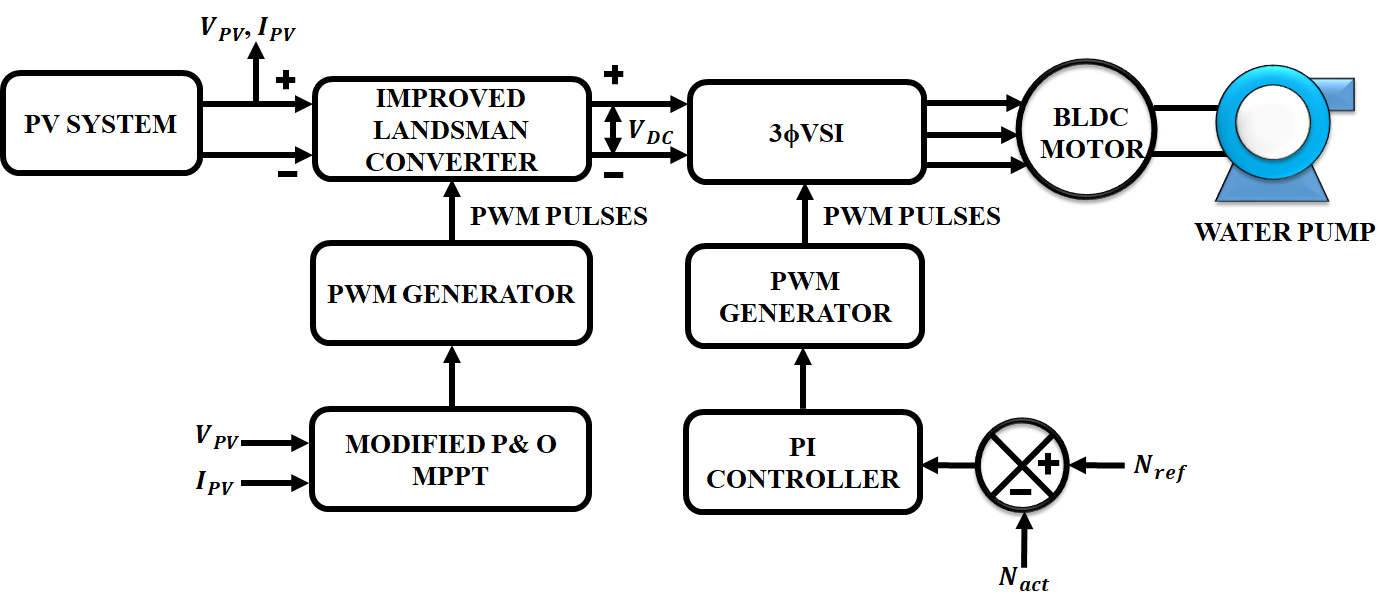 V_PV, I_PV
+
+
PV SYSTEM
IMPROVED
LANDSMAN
CONVERTER
V_DC
3ϕVSI
BLDC
MOTOR
−
−
PWM PULSES
PWM PULSES
WATER PUMP
PWM GENERATOR
PWM
GENERATOR
V_PV
I_PV
MODIFIED P& O
MPPT
PI
CONTROLLER
+
−
N_ref
N_act